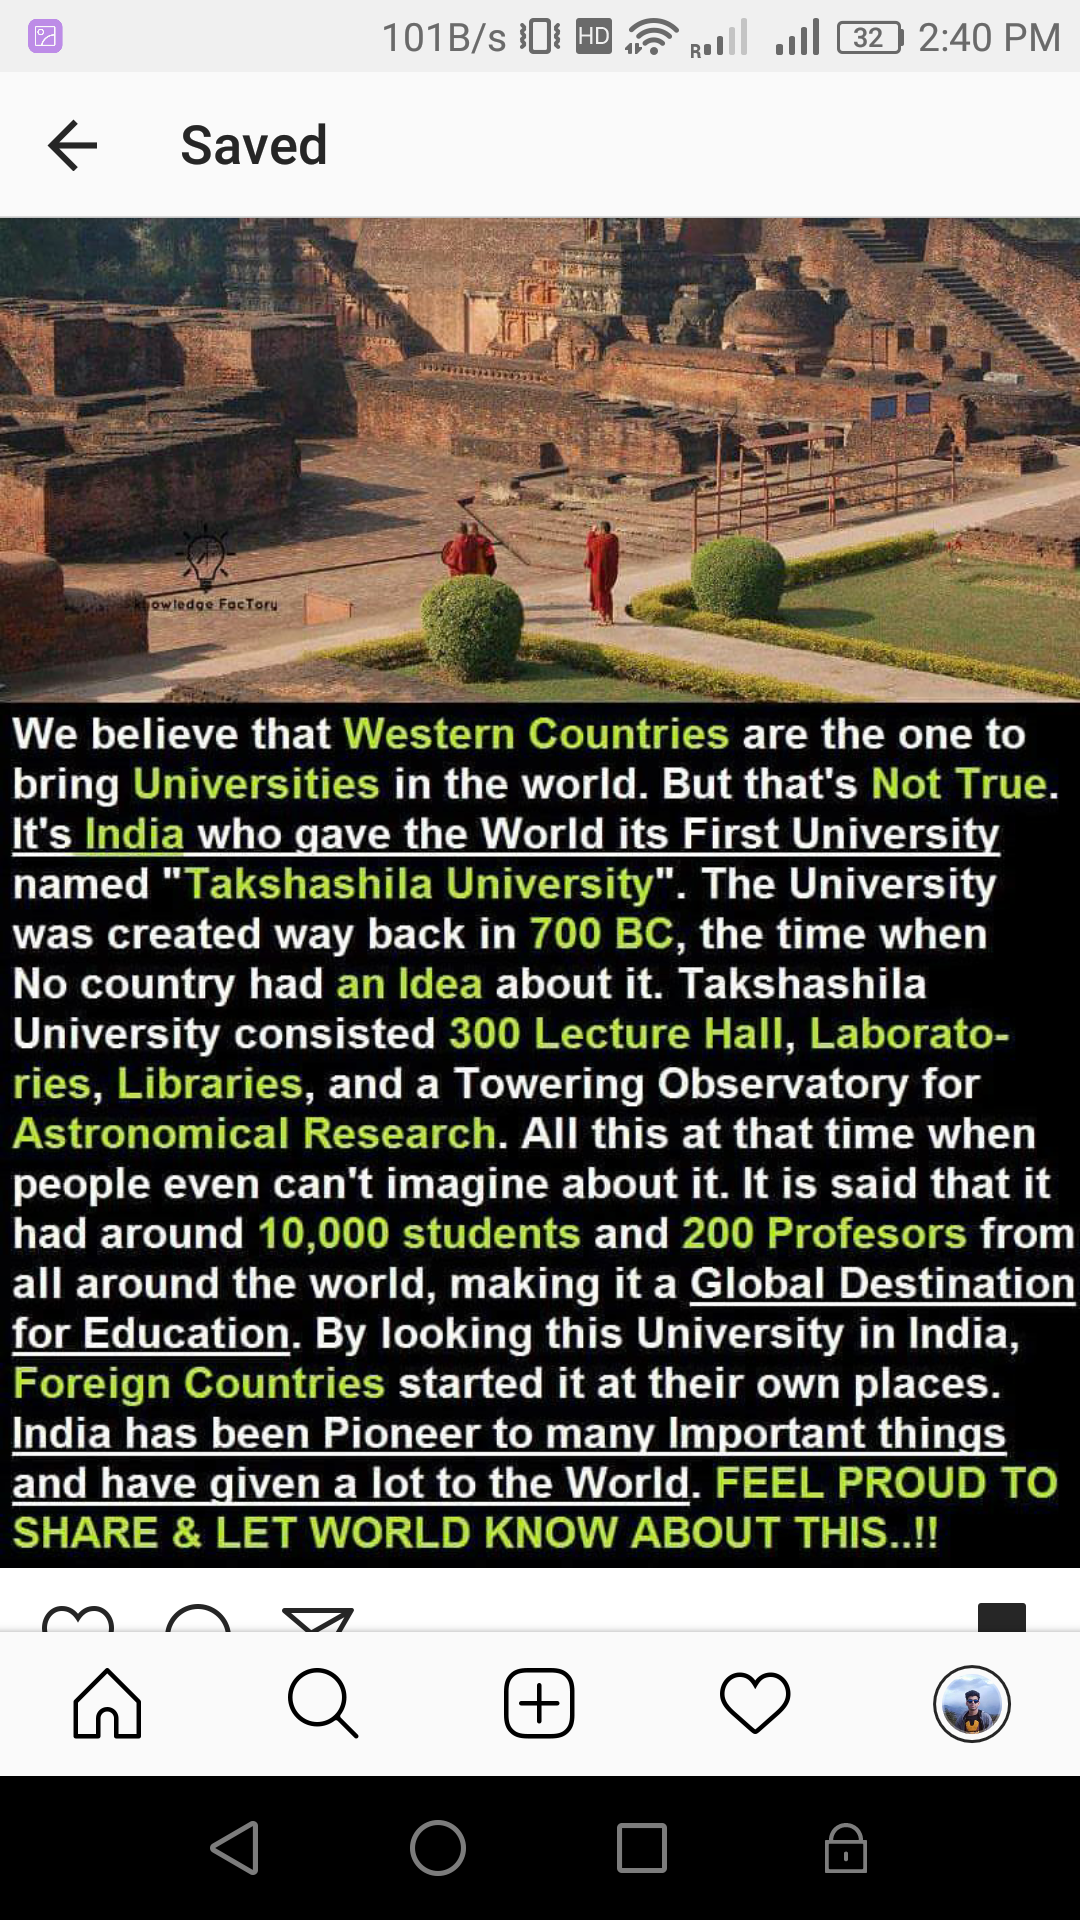 101B/s HD R 32 2:40 PM
Saved
Knowledge FacTory
We believe that Western Countries are the one to
bring Universities in the world. But that's Not True.
It's India who gave the World its First University
named "Takshashila University". The University
was created way back in 700 BC, the time when
No country had an Idea about it. Takshashila
University consisted 300 Lecture Hall, Laborato-
ries, Libraries, and a Towering Observatory for
Astronomical Research. All this at that time when
people even can't imagine about it. It is said that it
had around 10,000 students and 200 Profesors from
all around the world, making it a Global Destination
for Education. By looking this University in India,
Foreign Countries started it at their own places.
India has been Pioneer to many Important things
and have given a lot to the World. FEEL PROUD TO
SHARE & LET WORLD KNOW ABOUT THIS..!!